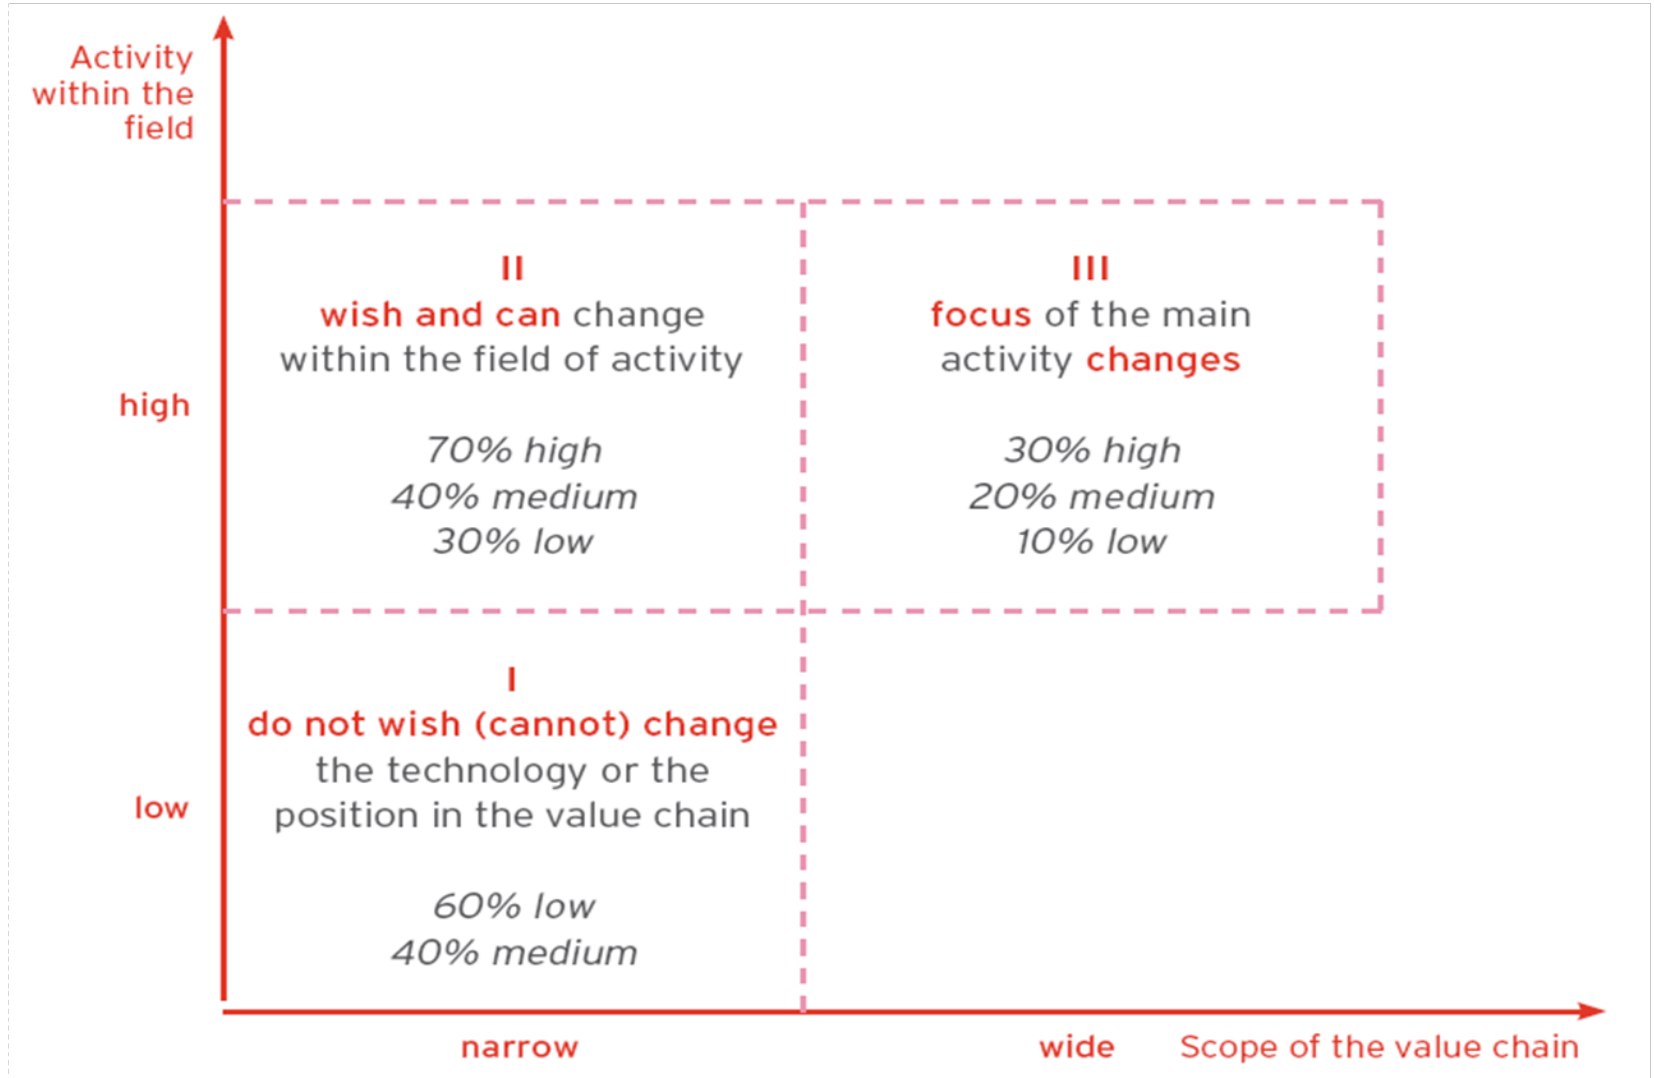 Activity
within the
field
II
wish and can change
within the field of activity
70% high
40% medium
30% low
III
focus of the main
activity changes
30% high
20% medium
10% low
high
I
do not wish (cannot) change
the technology or the
position in the value chain
60% low
40% medium
low
narrow
wide
Scope of the value chain